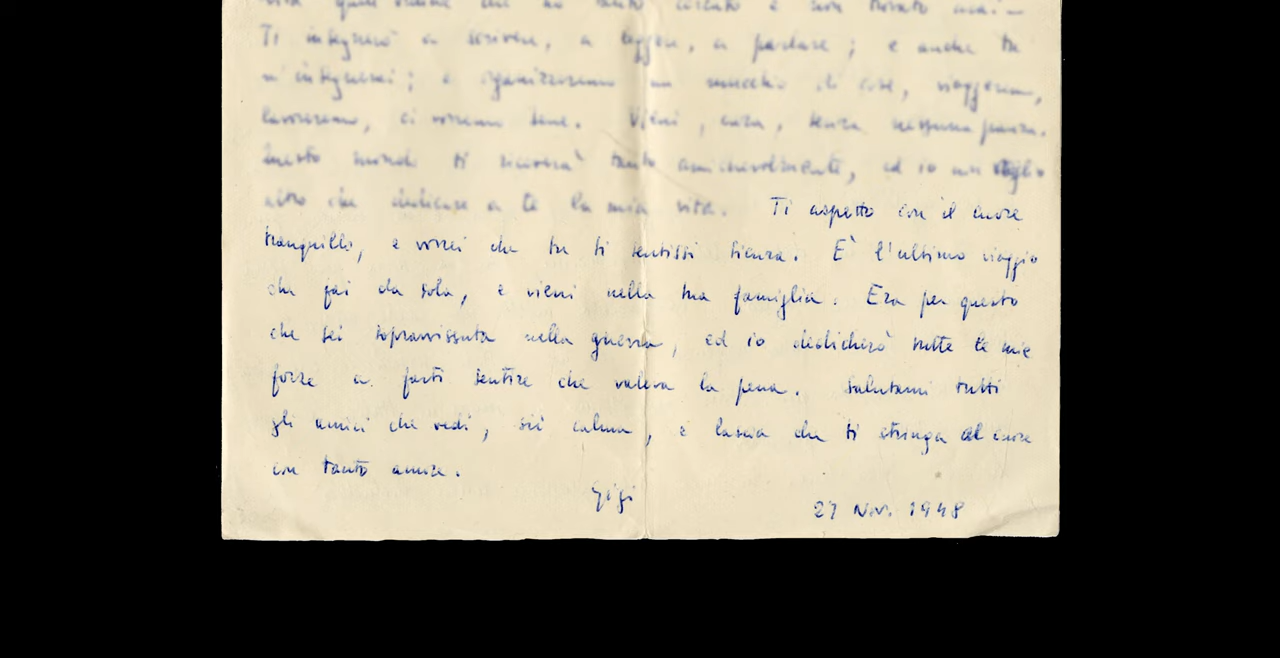 Ti insegnerò a scrivere, a leggere, a parlare; e anche tu
m'insegnerai; e organizzeremo un mucchio di cose, viaggeremo,
lavoreremo, ci vorremo bene. Vieni, cara, senza nessuna paura.
Questo mondo ti riceverà tanto amichevolmente, ed io non voglio
altro che dedicare a te la mia vita. Ti aspetto con il cuore
tranquillo, e vorrei che tu ti sentissi sicura. È l'ultimo viaggio
che fai da sola, e vieni nella tua famiglia. Era per questo
che sei sopravvissuta nella guerra, ed io dedicherò tutte le mie
forze a farti sentire che valeva la pena. Salutami tutti
gli amici che vedi, sii calma, e lascia che ti stringa al cuore
con tanto amore.
Gigi
27 Nov. 1948